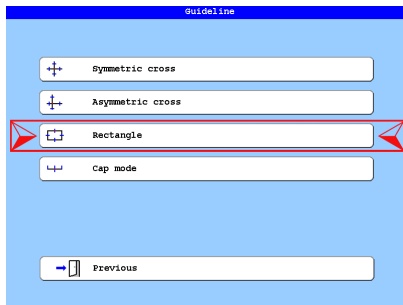 Guideline
Symmetric cross
Asymmetric cross
Rectangle
Cap mode
Previous